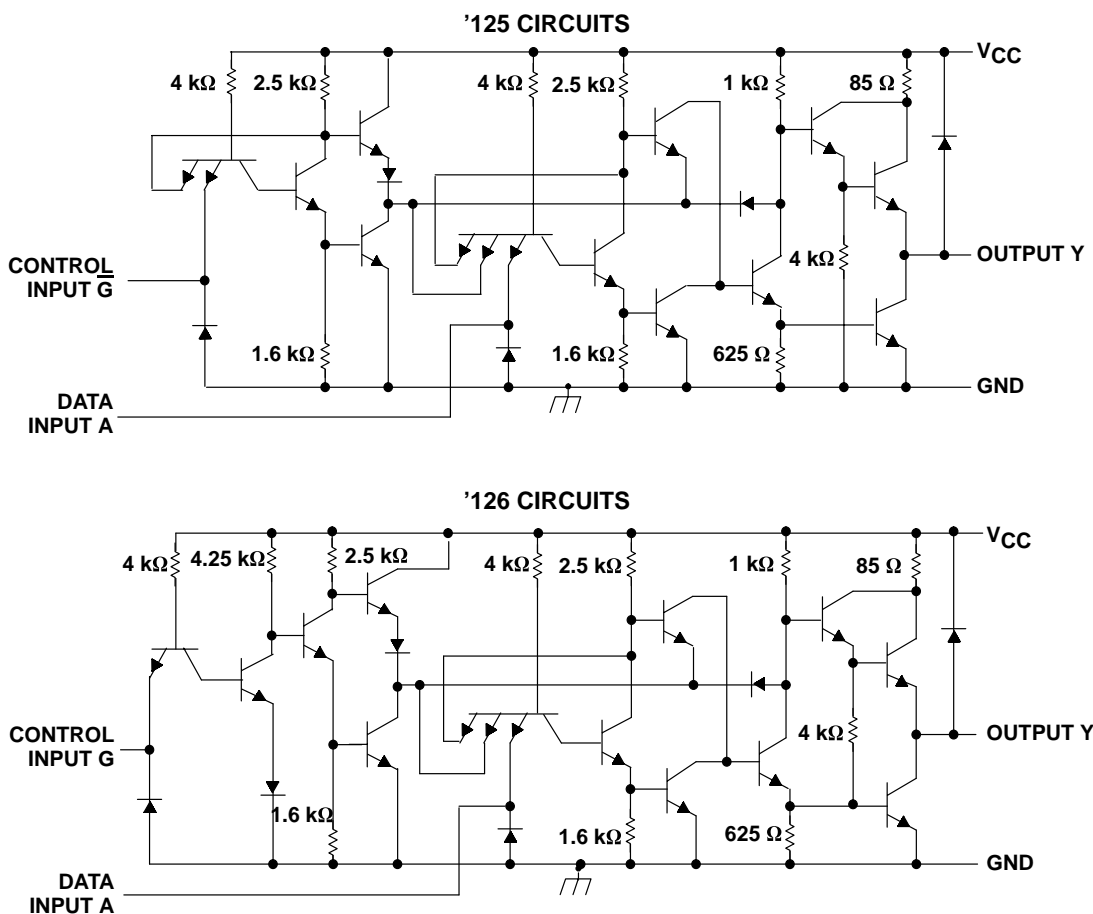 '125 CIRCUITS
VCC
4 kΩ
2.5 kΩ
4 kΩ
2.5 kΩ
1 kΩ
85 Ω
CONTROL
INPUT G̅
4 kΩ
OUTPUT Y
1.6 kΩ
1.6 kΩ
625 Ω
DATA
INPUT A
GND
'126 CIRCUITS
VCC
4 kΩ
4.25 kΩ
2.5 kΩ
4 kΩ
2.5 kΩ
1 kΩ
85 Ω
CONTROL
INPUT G
4 kΩ
OUTPUT Y
1.6 kΩ
1.6 kΩ
625 Ω
GND
DATA
INPUT A